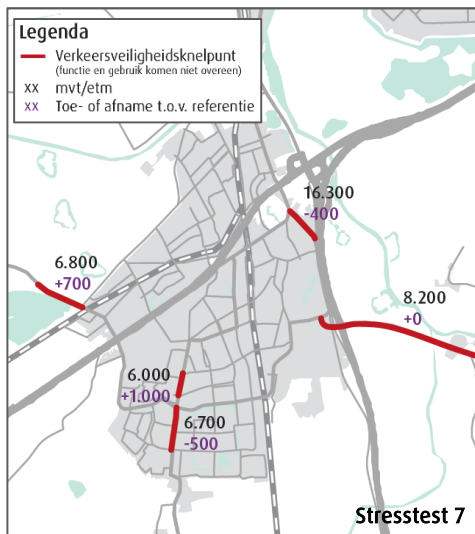 Legenda
Verkeersveiligheidsknelpunt
(functie en gebruik komen niet overeen)
xx mvt/etm
xx Toe- of afname t.o.v. referentie
16.300
-400
6.800
+700
8.200
+0
6.000
+1.000
6.700
-500
Stresstest 7